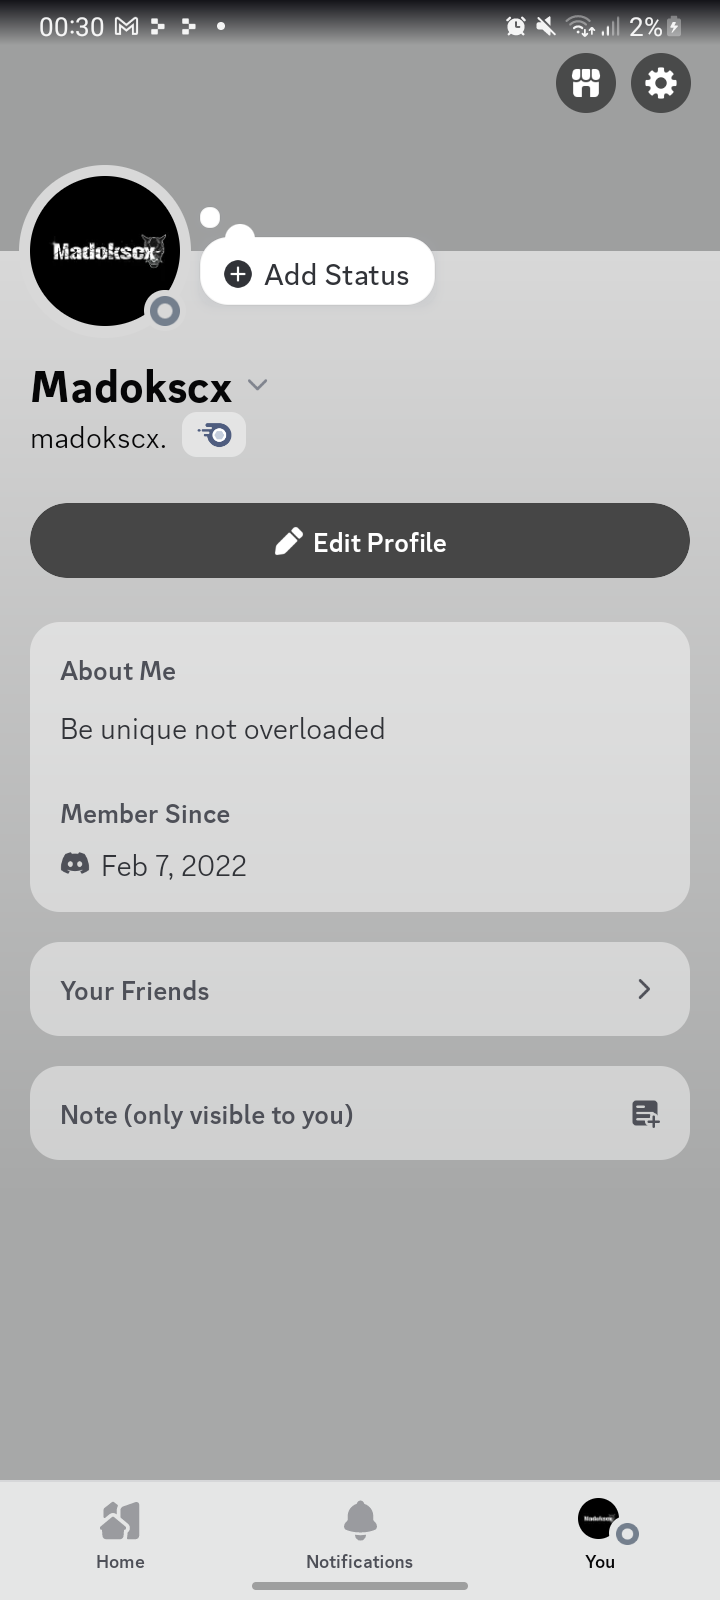 00:30
2%
Madokscx
Add Status
Madokscx
madokscx.
Edit Profile
About Me
Be unique not overloaded
Member Since
Feb 7, 2022
Your Friends
Note (only visible to you)
Home
Notifications
Madokscx
You